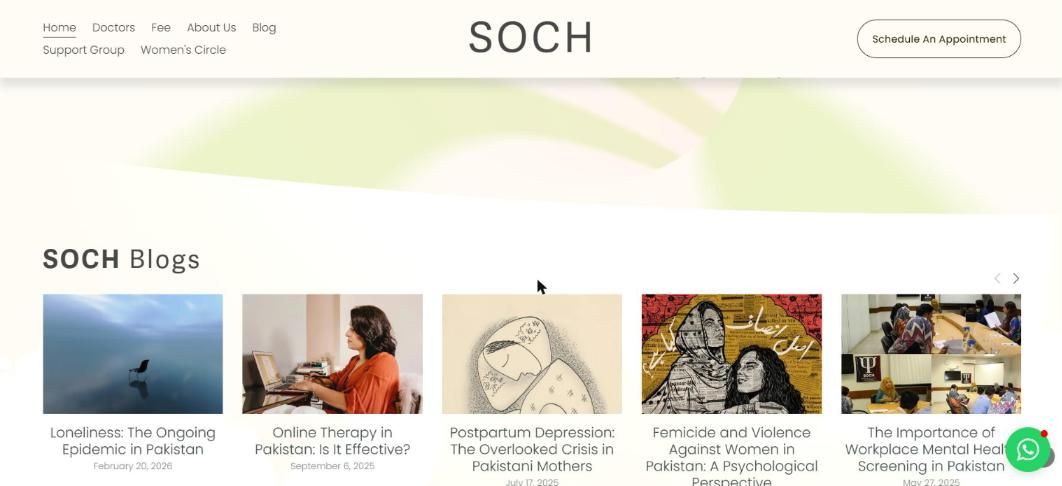 Home Doctors Fee About Us Blog
Support Group Women's Circle
SOCH
Schedule An Appointment
SOCH Blogs
SOCH
Loneliness: The Ongoing
Epidemic in Pakistan
February 20, 2026
Online Therapy in
Pakistan: Is It Effective?
September 6, 2025
Postpartum Depression:
The Overlooked Crisis in
Pakistani Mothers
July 17, 2025
Femicide and Violence
Against Women in
Pakistan: A Psychological
Perspective
The Importance of
Workplace Mental Health
Screening in Pakistan
May 27, 2025